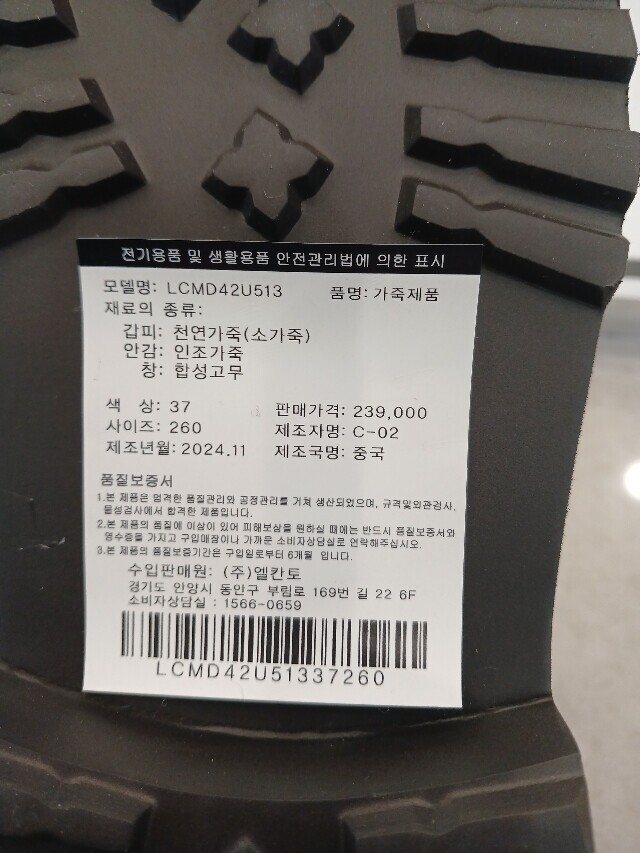 전기용품 및 생활용품 안전관리법에 의한 표시
모델명: LCMD42U513 품명: 가죽제품
재료의 종류:
갑피: 천연가죽(소가죽)
안감: 인조가죽
창: 합성고무
색 상: 37 판매가격: 239,000
사이즈: 260 제조자명: C-02
제조년월: 2024.11 제조국명: 중국
품질보증서
1.본 제품은 엄격한 품질관리와 공정관리를 거쳐 생산되었으며, 규격및외관검사,
물성검사에서 합격한 제품입니다.
2.본 제품의 품질에 이상이 있어 피해보상을 원하실 때에는 반드시 품질보증서와
영수증을 가지고 구입매장이나 가까운 소비자상담실로 연락해주십시오.
3.본 제품의 품질보증기간은 구입일로부터 6개월 입니다.
수입판매원: (주)엘칸토
경기도 안양시 동안구 부림로 169번 길 22 6F
소비자상담실 : 1566-0659
LCMD42U51337260